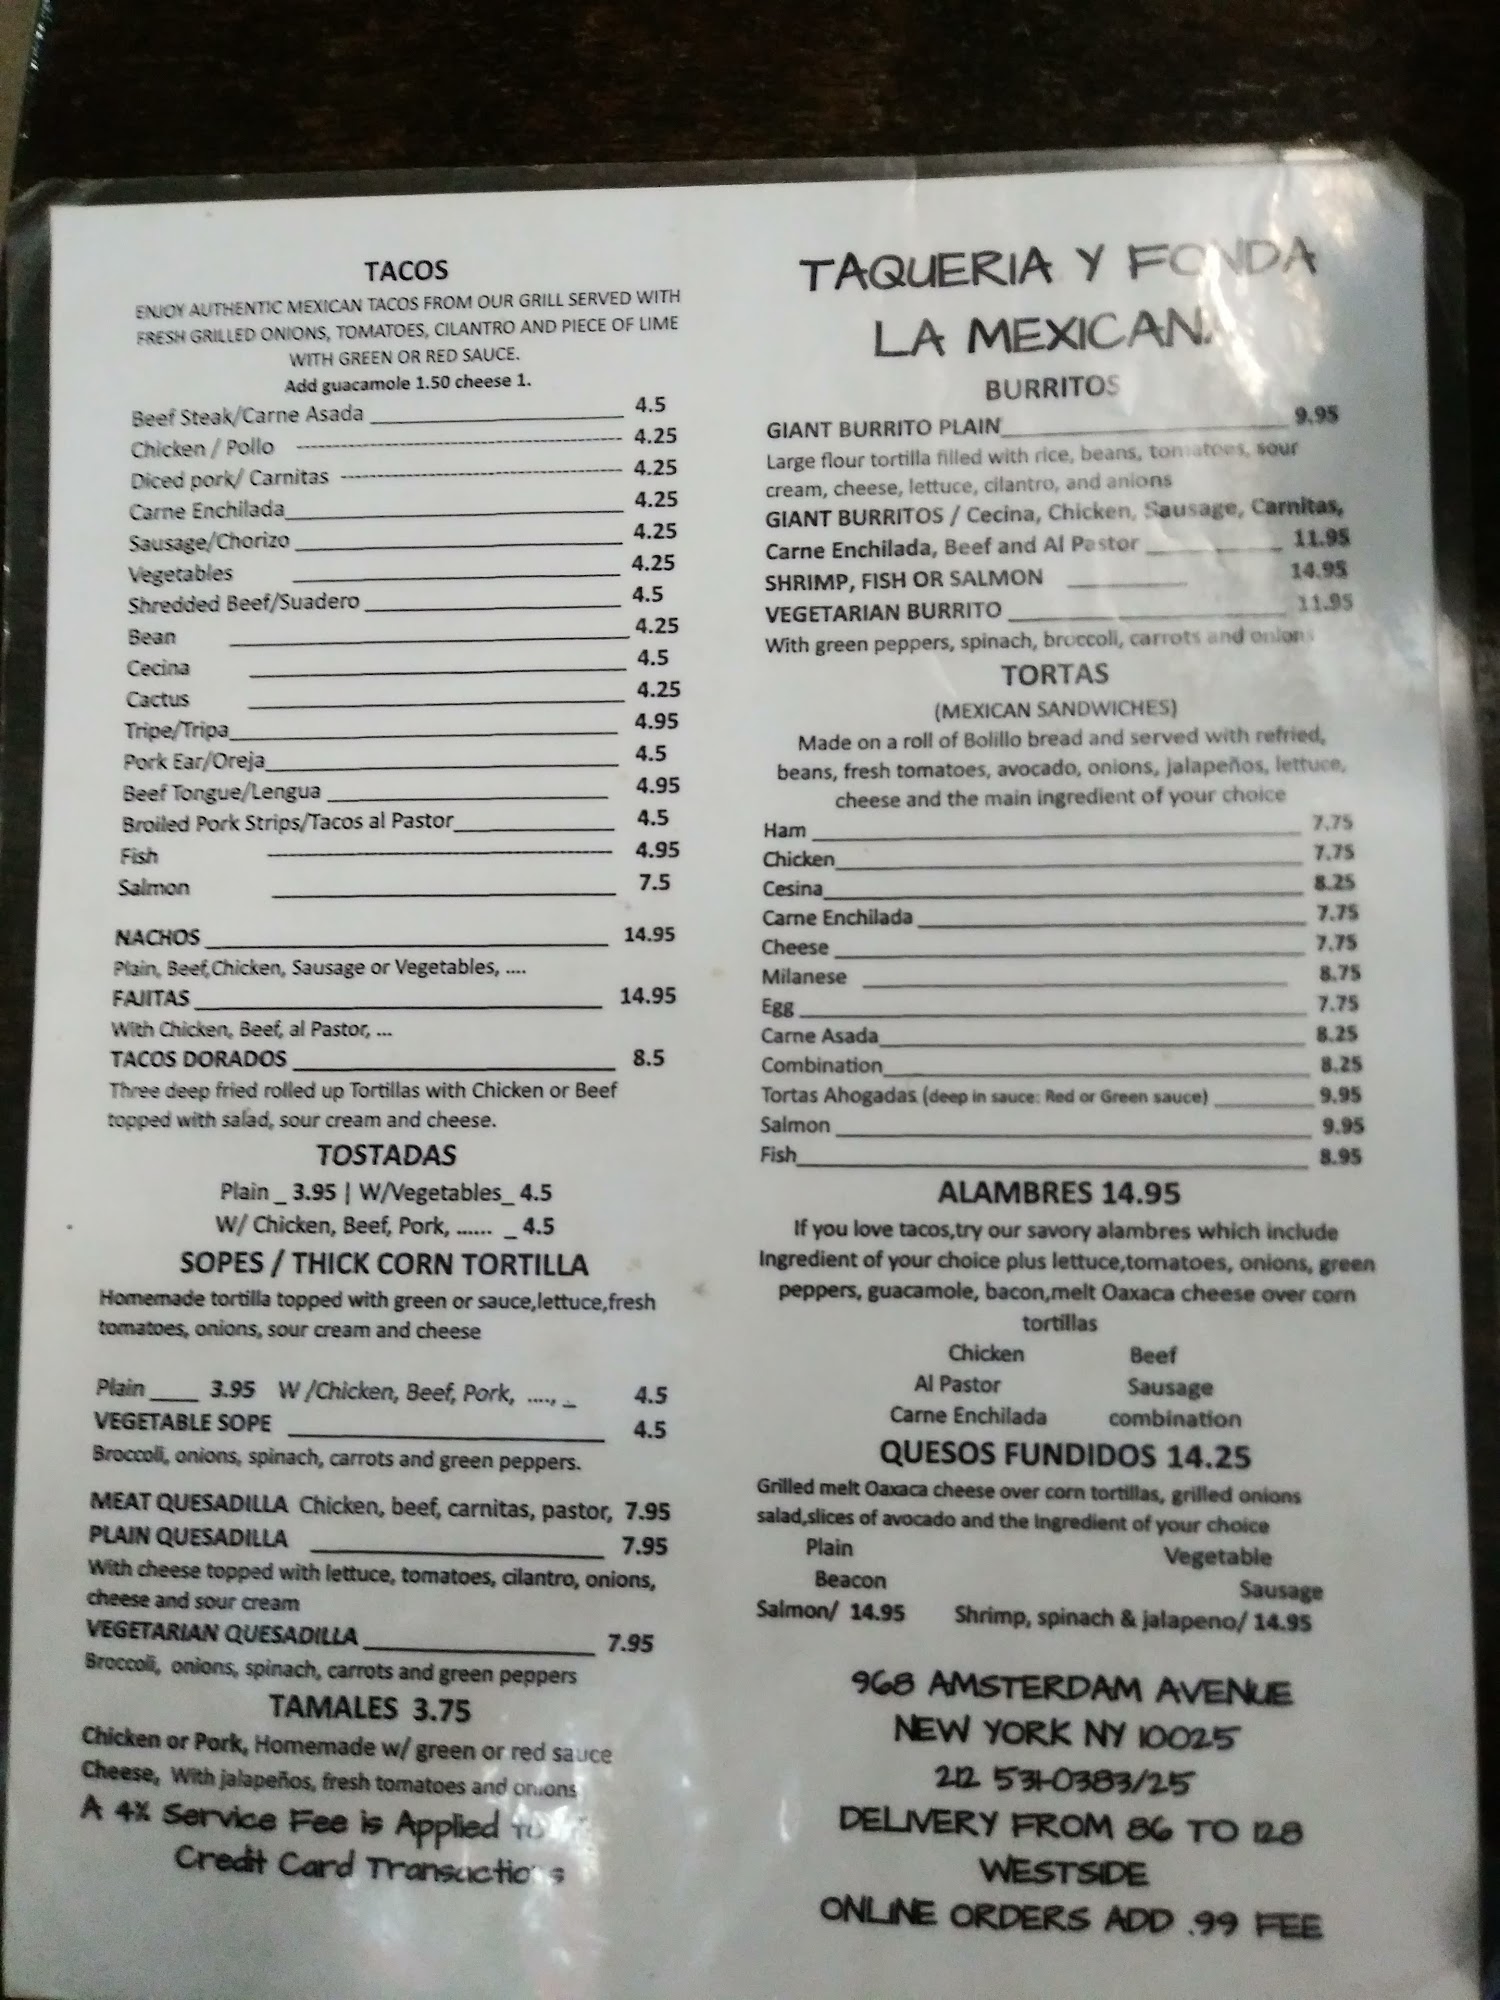 TACOS
ENJOY AUTHENTIC MEXICAN TACOS FROM OUR GRILL SERVED WITH
FRESH GRILLED ONIONS, TOMATOES, CILANTRO AND PIECE OF LIME
WITH GREEN OR RED SAUCE.
Add guacamole 1.50 cheese 1.
Beef Steak/Carne Asada 4.5
Chicken / Pollo 4.25
Diced pork/ Carnitas 4.25
Carne Enchilada 4.25
Sausage/Chorizo 4.25
Vegetables 4.25
Shredded Beef/Suadero 4.5
Bean 4.25
Cecina 4.5
Cactus 4.25
Tripe/Tripa 4.95
Pork Ear/Oreja 4.5
Beef Tongue/Lengua 4.95
Broiled Pork Strips/Tacos al Pastor 4.5
Fish 4.95
Salmon 7.5
NACHOS 14.95
Plain, Beef,Chicken, Sausage or Vegetables, ....
FAJITAS 14.95
With Chicken, Beef, al Pastor, ...
TACOS DORADOS 8.5
Three deep fried rolled up Tortillas with Chicken or Beef
topped with salad, sour cream and cheese.
TOSTADAS
Plain _ 3.95 | W/Vegetables_ 4.5
W/ Chicken, Beef, Pork, ...... _ 4.5
SOPES / THICK CORN TORTILLA
Homemade tortilla topped with green or sauce,lettuce,fresh
tomatoes, onions, sour cream and cheese
Plain ____ 3.95 W /Chicken, Beef, Pork, ...., _ 4.5
VEGETABLE SOPE 4.5
Broccoli, onions, spinach, carrots and green peppers.
MEAT QUESADILLA Chicken, beef, carnitas, pastor, 7.95
PLAIN QUESADILLA 7.95
With cheese topped with lettuce, tomatoes, cilantro, onions,
cheese and sour cream
VEGETARIAN QUESADILLA 7.95
Broccoli, onions, spinach, carrots and green peppers
TAMALES 3.75
Chicken or Pork, Homemade w/ green or red sauce
Cheese, With jalapeños, fresh tomatoes and onions
A 4% Service Fee is Applied to
Credit Card Transactions
TAQUERIA Y FONDA
LA MEXICANA
BURRITOS
GIANT BURRITO PLAIN 9.95
Large flour tortilla filled with rice, beans, tomatoes, sour
cream, cheese, lettuce, cilantro, and anions
GIANT BURRITOS / Cecina, Chicken, Sausage, Carnitas,
Carne Enchilada, Beef and Al Pastor 11.95
SHRIMP, FISH OR SALMON 14.95
VEGETARIAN BURRITO 11.95
With green peppers, spinach, broccoli, carrots and onions
TORTAS
(MEXICAN SANDWICHES)
Made on a roll of Bolillo bread and served with refried,
beans, fresh tomatoes, avocado, onions, jalapeños, lettuce,
cheese and the main ingredient of your choice
Ham 7.75
Chicken 7.75
Cesina 8.25
Carne Enchilada 7.75
Cheese 7.75
Milanese 8.75
Egg 7.75
Carne Asada 8.25
Combination 8.25
Tortas Ahogadas (deep in sauce: Red or Green sauce) 9.95
Salmon 9.95
Fish 8.95
ALAMBRES 14.95
If you love tacos,try our savory alambres which include
Ingredient of your choice plus lettuce,tomatoes, onions, green
peppers, guacamole, bacon,melt Oaxaca cheese over corn
tortillas
Chicken Beef
Al Pastor Sausage
Carne Enchilada combination
QUESOS FUNDIDOS 14.25
Grilled melt Oaxaca cheese over corn tortillas, grilled onions
salad,slices of avocado and the Ingredient of your choice
Plain Vegetable
Beacon Sausage
Salmon/ 14.95 Shrimp, spinach & jalapeno/ 14.95
968 AMSTERDAM AVENUE
NEW YORK NY 10025
212 531-0383/25
DELIVERY FROM 86 TO 128
WESTSIDE
ONLINE ORDERS ADD .99 FEE